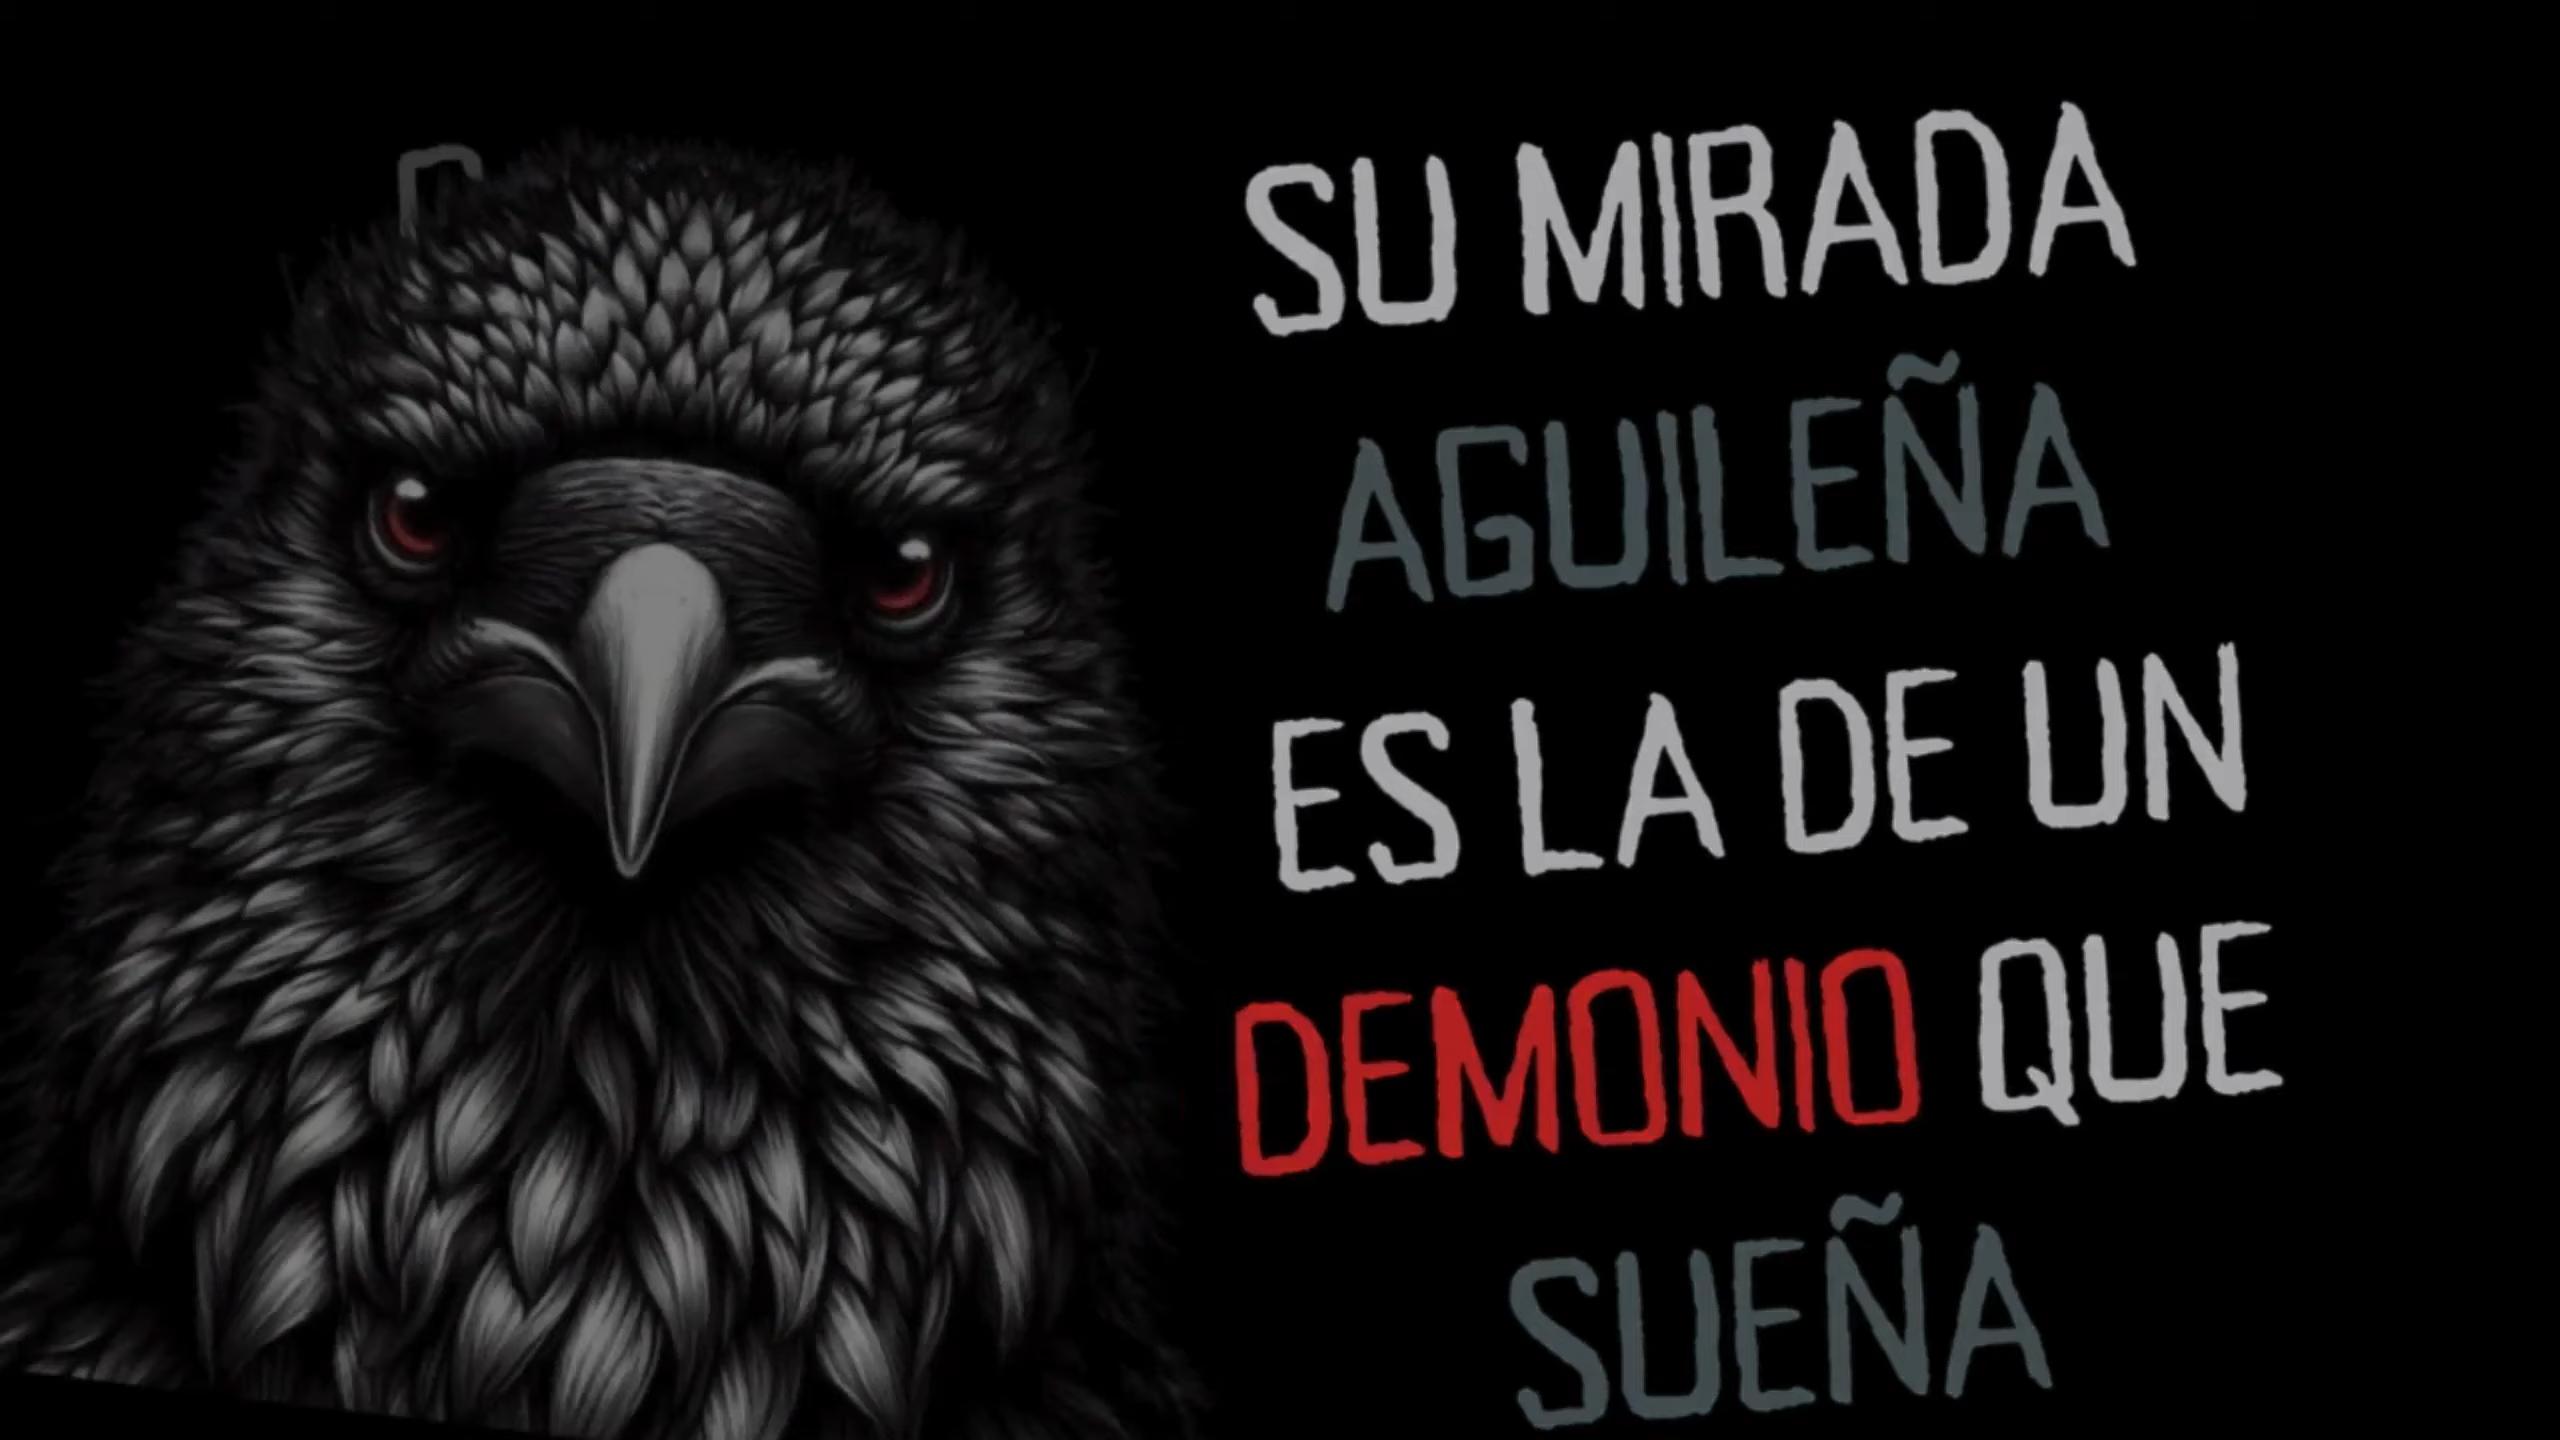 SU MIRADA
AGUILEÑA
ES LA DE UN
DEMONIO QUE
SUEÑA